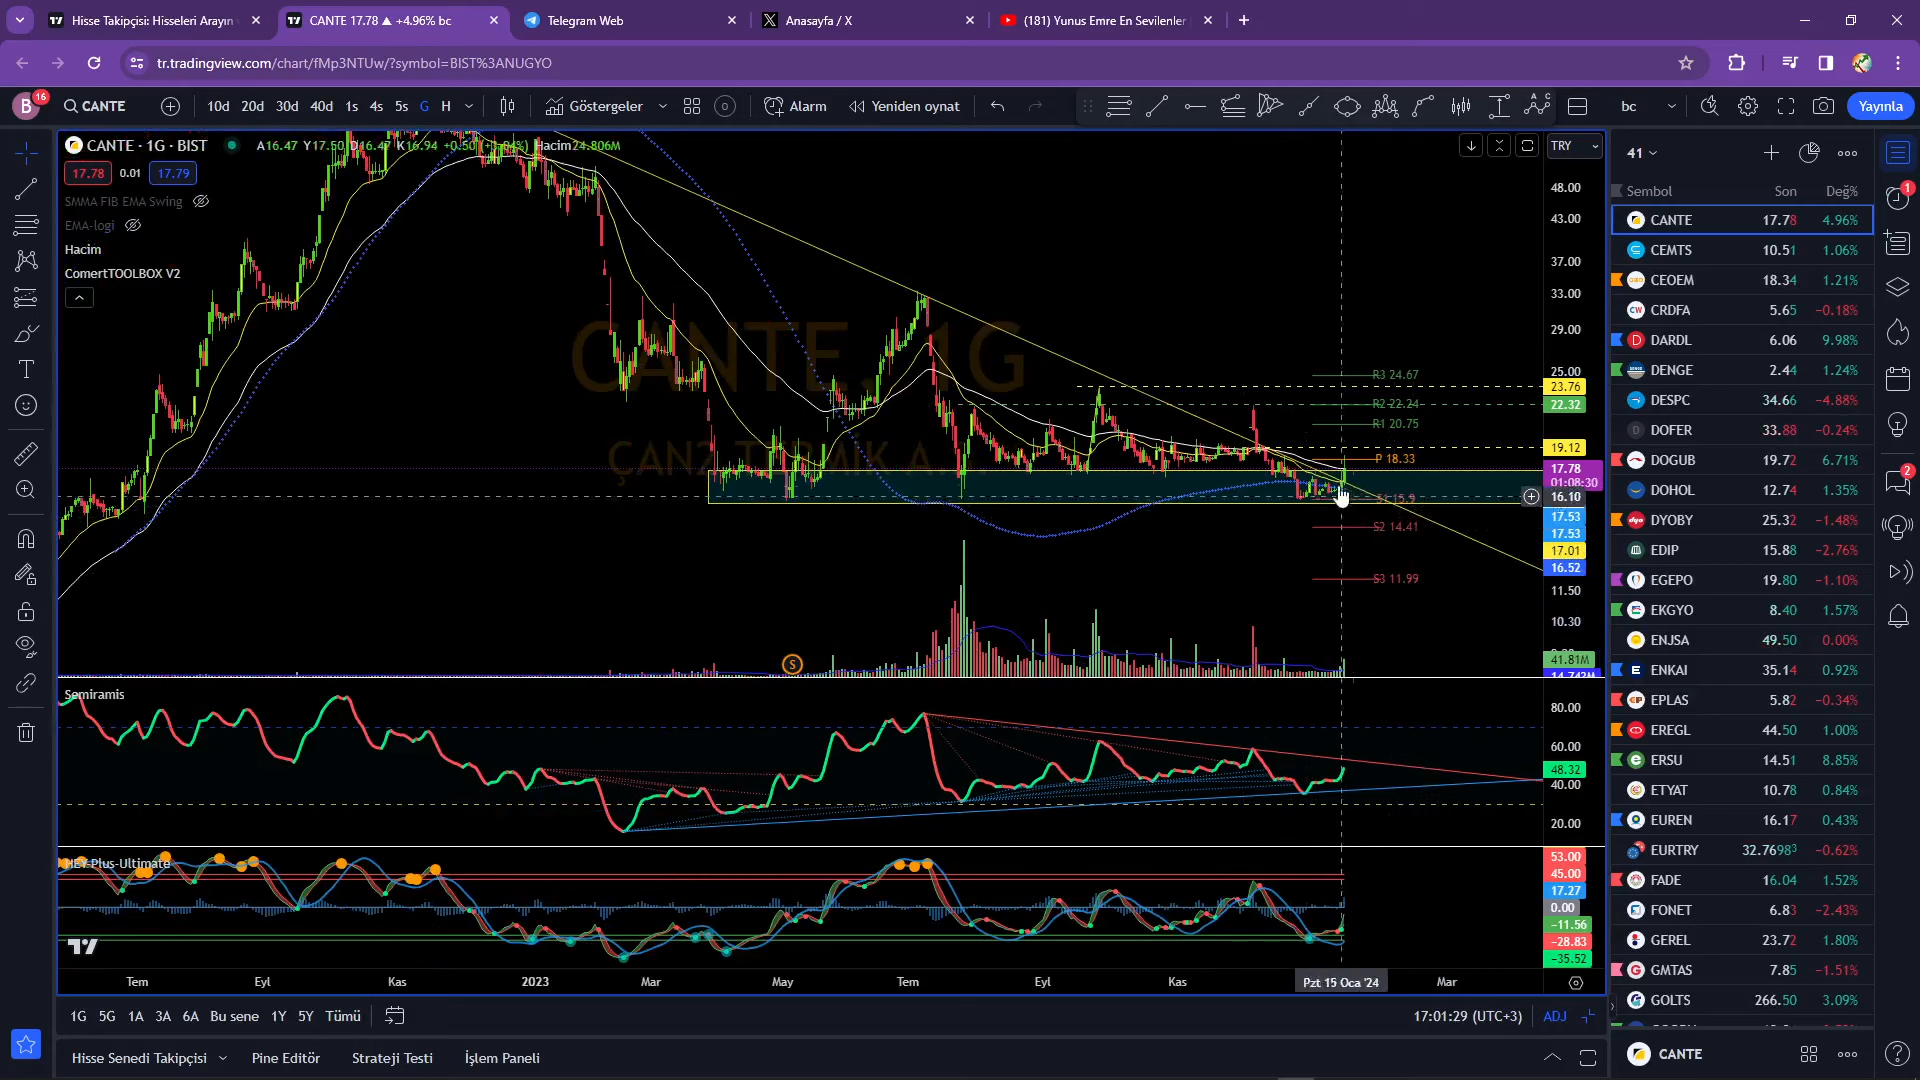 Hisse Takipçisi: Hisseleri Arayın
CANTE 17.78 ▲ +4.96% bc
Telegram Web
Anasayfa / X
(181) Yunus Emre En Sevilenler
tr.tradingview.com/chart/fMp3NTUw/?symbol=BIST%3ANUGYO
B 16
CANTE
10d 20d 30d 40d 1s 4s 5s G H
Göstergeler
Alarm
Yeniden oynat
bc
Yayınla
CANTE · 1G · BIST
A16.47 Y17.50 D16.47 K16.94 +0.50 Hacim24.806M
TRY
17.78 0.01 17.79
SMMA FIB EMA Swing
EMA-logi
Hacim
ComertTOOLBOX V2
CANTE, 1G
R3 24.67
R2 22.24
R1 20.75
P 18.33
S1 15.9
S2 14.41
S3 11.99
S
48.00
43.00
37.00
33.00
29.00
25.00
23.76
22.32
19.12
17.78
01:08:30
16.10
17.53
17.53
17.01
16.52
11.50
10.30
41.81M
Semiramis
80.00
60.00
48.32
40.00
20.00
HEY-Plus-Ultimate
53.00
45.00
17.27
0.00
−11.56
−28.83
−35.52
Tem Eyl Kas 2023 Mar May Tem Eyl Kas Pzt 15 Oca '24 Mar
1G 5G 1A 3A 6A Bu sene 1Y 5Y Tümü
17:01:29 (UTC+3) ADJ
Hisse Senedi Takipçisi Pine Editör Strateji Testi İşlem Paneli
41
Sembol Son Değ%
CANTE 17.78 4.96%
CEMTS 10.51 1.06%
CEOEM 18.34 1.21%
CRDFA 5.65 −0.18%
DARDL 6.06 9.98%
DENGE 2.44 1.24%
DESPC 34.66 −4.88%
DOFER 33.88 −0.24%
DOGUB 19.72 6.71%
DOHOL 12.74 1.35%
DYOBY 25.32 −1.48%
EDIP 15.88 −2.76%
EGEPO 19.80 −1.10%
EKGYO 8.40 1.57%
ENJSA 49.50 0.00%
ENKAI 35.14 0.92%
EPLAS 5.82 −0.34%
EREGL 44.50 1.00%
ERSU 14.51 8.85%
ETYAT 10.78 0.84%
EUREN 16.17 0.43%
EURTRY 32.7698³ −0.62%
FADE 16.04 1.52%
FONET 6.83 −2.43%
GEREL 23.72 1.80%
GMTAS 7.85 −1.51%
GOLTS 266.50 3.09%
CANTE
1
2